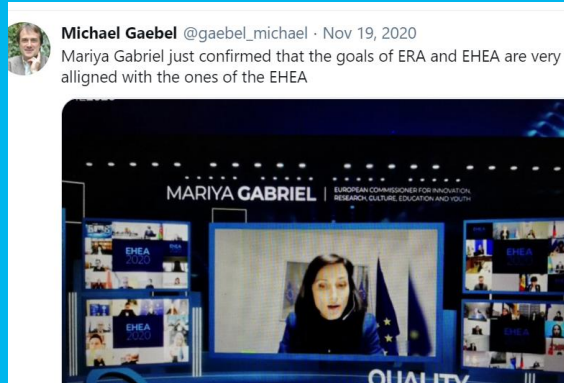 Michael Gaebel @gaebel_michael · Nov 19, 2020
Mariya Gabriel just confirmed that the goals of ERA and EHEA are very
alligned with the ones of the EHEA
MARIYA GABRIEL | EUROPEAN COMMISSIONER FOR INNOVATION,
RESEARCH, CULTURE, EDUCATION AND YOUTH
EHEA
2020
EHEA
EHEA
2020
EHEA
QUALITY